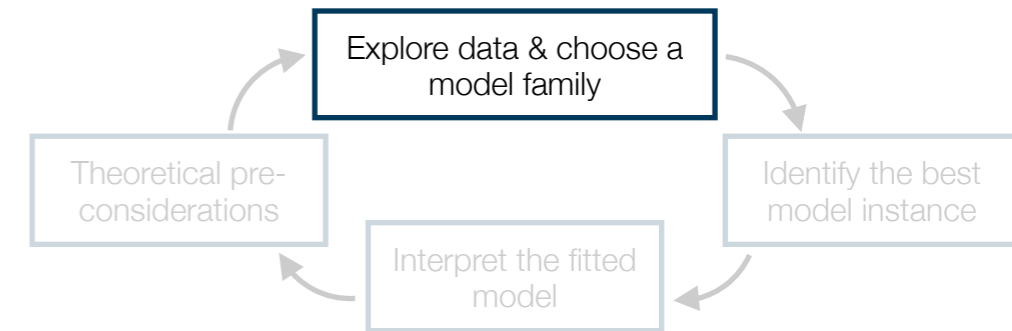 Explore data & choose a
model family
Theoretical pre-
considerations
Identify the best
model instance
Interpret the fitted
model